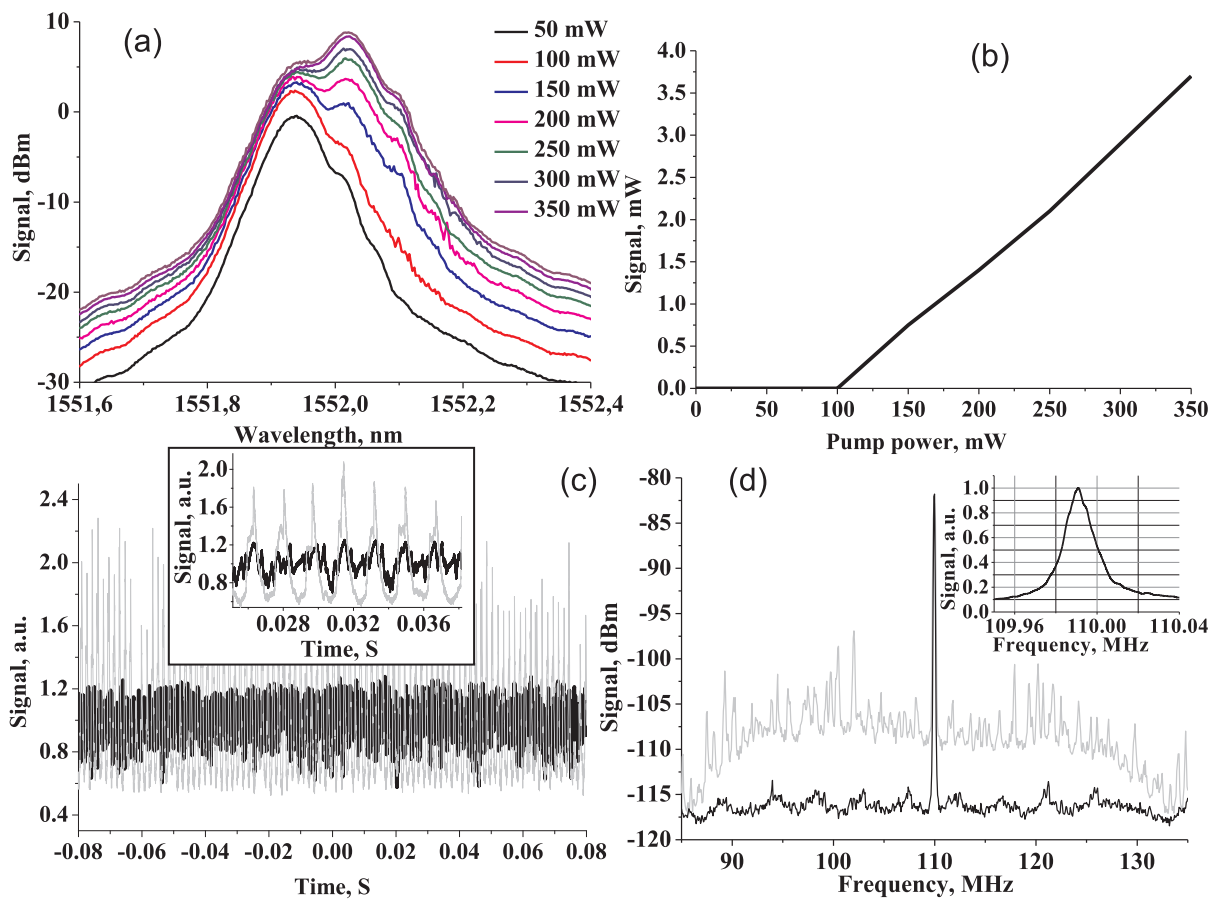 (a)
10
0
-10
-20
-30
Signal, dBm
1551,6 1551,8 1552,0 1552,2 1552,4
Wavelength, nm
50 mW
100 mW
150 mW
200 mW
250 mW
300 mW
350 mW
(b)
4.0
3.5
3.0
2.5
2.0
1.5
1.0
0.5
0.0
Signal, mW
0 50 100 150 200 250 300 350
Pump power, mW
(c)
2.4
2.0
1.6
1.2
0.8
0.4
Signal, a.u.
-0.08 -0.06 -0.04 -0.02 0.00 0.02 0.04 0.06 0.08
Time, S
2.0
1.6
1.2
0.8
Signal, a.u.
0.028 0.032 0.036
Time, S
(d)
-80
-85
-90
-95
-100
-105
-110
-115
-120
Signal, dBm
90 100 110 120 130
Frequency, MHz
1.0
0.8
0.6
0.4
0.2
0.0
Signal, a.u.
109.96 110.00 110.04
Frequency, MHz